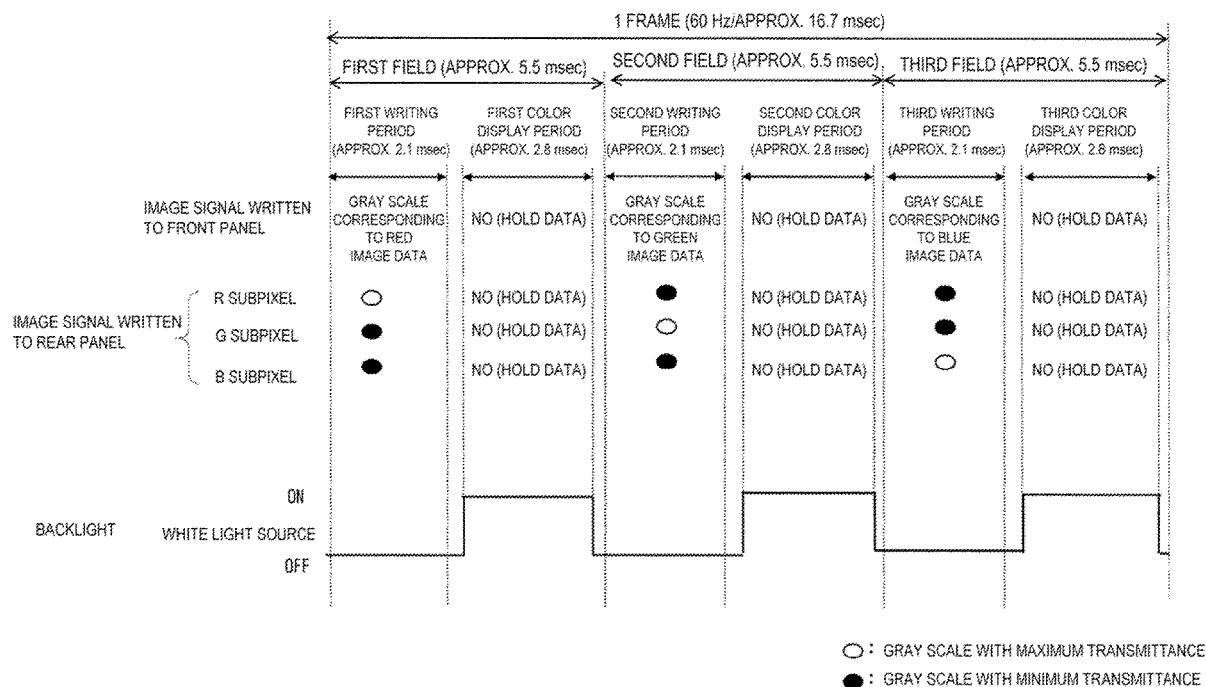 1 FRAME (60 Hz/APPROX. 16.7 msec)
FIRST FIELD (APPROX. 5.5 msec)
SECOND FIELD (APPROX. 5.5 msec)
THIRD FIELD (APPROX. 5.5 msec)
FIRST WRITING
PERIOD
(APPROX. 2.1 msec)
FIRST COLOR
DISPLAY PERIOD
(APPROX. 2.8 msec)
SECOND WRITING
PERIOD
(APPROX. 2.1 msec)
SECOND COLOR
DISPLAY PERIOD
(APPROX. 2.8 msec)
THIRD WRITING
PERIOD
(APPROX. 2.1 msec)
THIRD COLOR
DISPLAY PERIOD
(APPROX. 2.8 msec)
IMAGE SIGNAL WRITTEN
TO FRONT PANEL
GRAY SCALE
CORRESPONDING
TO RED
IMAGE DATA
NO (HOLD DATA)
GRAY SCALE
CORRESPONDING
TO GREEN
IMAGE DATA
NO (HOLD DATA)
GRAY SCALE
CORRESPONDING
TO BLUE
IMAGE DATA
NO (HOLD DATA)
IMAGE SIGNAL WRITTEN
TO REAR PANEL
R SUBPIXEL
NO (HOLD DATA)
NO (HOLD DATA)
NO (HOLD DATA)
G SUBPIXEL
NO (HOLD DATA)
NO (HOLD DATA)
NO (HOLD DATA)
B SUBPIXEL
NO (HOLD DATA)
NO (HOLD DATA)
NO (HOLD DATA)
BACKLIGHT
WHITE LIGHT SOURCE
ON
OFF
: GRAY SCALE WITH MAXIMUM TRANSMITTANCE
: GRAY SCALE WITH MINIMUM TRANSMITTANCE